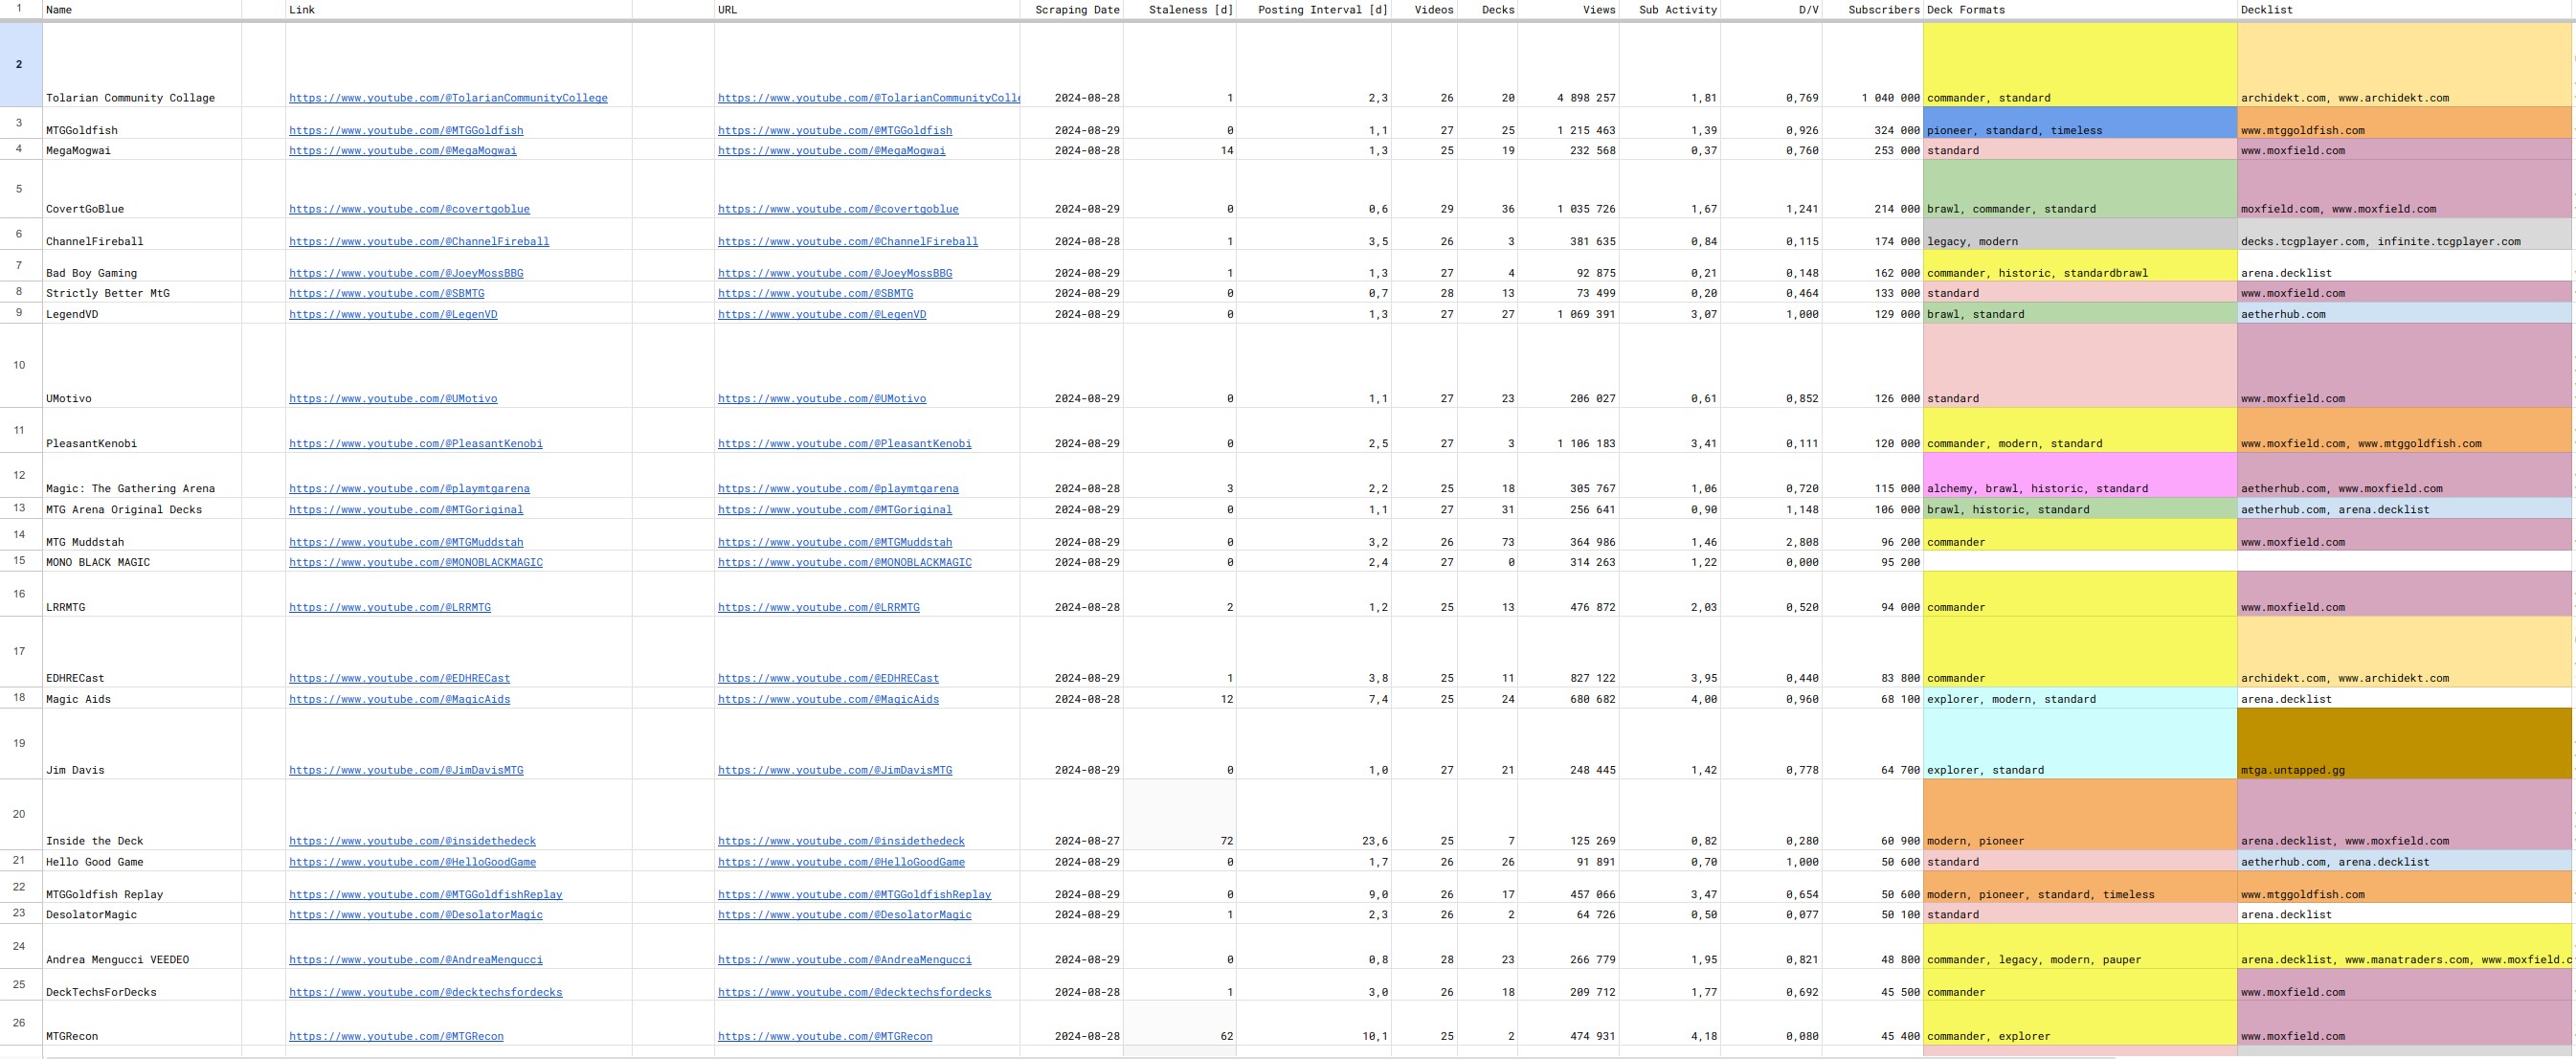 1 Name Link URL Scraping Date Staleness [d] Posting Interval [d] Videos Decks Views Sub Activity D/V Subscribers Deck Formats Decklist
2 Tolarian Community Collage https://www.youtube.com/@TolarianCommunityCollege https://www.youtube.com/@TolarianCommunityColle 2024-08-28 1 2,3 26 20 4 898 257 1,81 0,769 1 040 000 commander, standard archidekt.com, www.archidekt.com
3 MTGGoldfish https://www.youtube.com/@MTGGoldfish https://www.youtube.com/@MTGGoldfish 2024-08-29 0 1,1 27 25 1 215 463 1,39 0,926 324 000 pioneer, standard, timeless www.mtggoldfish.com
4 MegaMogwai https://www.youtube.com/@MegaMogwai https://www.youtube.com/@MegaMogwai 2024-08-28 14 1,3 25 19 232 568 0,37 0,760 253 000 standard www.moxfield.com
5 CovertGoBlue https://www.youtube.com/@covertgoblue https://www.youtube.com/@covertgoblue 2024-08-29 0 0,6 29 36 1 035 726 1,67 1,241 214 000 brawl, commander, standard moxfield.com, www.moxfield.com
6 ChannelFireball https://www.youtube.com/@ChannelFireball https://www.youtube.com/@ChannelFireball 2024-08-28 1 3,5 26 3 381 635 0,84 0,115 174 000 legacy, modern decks.tcgplayer.com, infinite.tcgplayer.com
7 Bad Boy Gaming https://www.youtube.com/@JoeyMossBBG https://www.youtube.com/@JoeyMossBBG 2024-08-29 1 1,3 27 4 92 875 0,21 0,148 162 000 commander, historic, standardbrawl arena.decklist
8 Strictly Better MtG https://www.youtube.com/@SBMTG https://www.youtube.com/@SBMTG 2024-08-29 0 0,7 28 13 73 499 0,20 0,464 133 000 standard www.moxfield.com
9 LegendVD https://www.youtube.com/@LegenVD https://www.youtube.com/@LegenVD 2024-08-29 0 1,3 27 27 1 069 391 3,07 1,000 129 000 brawl, standard aetherhub.com
10 UMotivo https://www.youtube.com/@UMotivo https://www.youtube.com/@UMotivo 2024-08-29 0 1,1 27 23 206 027 0,61 0,852 126 000 standard www.moxfield.com
11 PleasantKenobi https://www.youtube.com/@PleasantKenobi https://www.youtube.com/@PleasantKenobi 2024-08-29 0 2,5 27 3 1 106 183 3,41 0,111 120 000 commander, modern, standard www.moxfield.com, www.mtggoldfish.com
12 Magic: The Gathering Arena https://www.youtube.com/@playmtgarena https://www.youtube.com/@playmtgarena 2024-08-28 3 2,2 25 18 305 767 1,06 0,720 115 000 alchemy, brawl, historic, standard aetherhub.com, www.moxfield.com
13 MTG Arena Original Decks https://www.youtube.com/@MTGoriginal https://www.youtube.com/@MTGoriginal 2024-08-29 0 1,1 27 31 256 641 0,90 1,148 106 000 brawl, historic, standard aetherhub.com, arena.decklist
14 MTG Muddstah https://www.youtube.com/@MTGMuddstah https://www.youtube.com/@MTGMuddstah 2024-08-29 0 3,2 26 73 364 986 1,46 2,808 96 200 commander www.moxfield.com
15 MONO BLACK MAGIC https://www.youtube.com/@MONOBLACKMAGIC https://www.youtube.com/@MONOBLACKMAGIC 2024-08-29 0 2,4 27 0 314 263 1,22 0,000 95 200
16 LRRMTG https://www.youtube.com/@LRRMTG https://www.youtube.com/@LRRMTG 2024-08-28 2 1,2 25 13 476 872 2,03 0,520 94 000 commander www.moxfield.com
17 EDHRECast https://www.youtube.com/@EDHRECast https://www.youtube.com/@EDHRECast 2024-08-29 1 3,8 25 11 827 122 3,95 0,440 83 800 commander archidekt.com, www.archidekt.com
18 Magic Aids https://www.youtube.com/@MagicAids https://www.youtube.com/@MagicAids 2024-08-28 12 7,4 25 24 680 682 4,00 0,960 68 100 explorer, modern, standard arena.decklist
19 Jim Davis https://www.youtube.com/@JimDavisMTG https://www.youtube.com/@JimDavisMTG 2024-08-29 0 1,0 27 21 248 445 1,42 0,778 64 700 explorer, standard mtga.untapped.gg
20 Inside the Deck https://www.youtube.com/@insidethedeck https://www.youtube.com/@insidethedeck 2024-08-27 72 23,6 25 7 125 269 0,82 0,280 60 900 modern, pioneer arena.decklist, www.moxfield.com
21 Hello Good Game https://www.youtube.com/@HelloGoodGame https://www.youtube.com/@HelloGoodGame 2024-08-29 0 1,7 26 26 91 891 0,70 1,000 50 600 standard aetherhub.com, arena.decklist
22 MTGGoldfish Replay https://www.youtube.com/@MTGGoldfishReplay https://www.youtube.com/@MTGGoldfishReplay 2024-08-29 0 9,0 26 17 457 066 3,47 0,654 50 600 modern, pioneer, standard, timeless www.mtggoldfish.com
23 DesolatorMagic https://www.youtube.com/@DesolatorMagic https://www.youtube.com/@DesolatorMagic 2024-08-29 1 2,3 26 2 64 726 0,50 0,077 50 100 standard arena.decklist
24 Andrea Mengucci VEEDEO https://www.youtube.com/@AndreaMengucci https://www.youtube.com/@AndreaMengucci 2024-08-29 0 0,8 28 23 266 779 1,95 0,821 48 800 commander, legacy, modern, pauper arena.decklist, www.manatraders.com, www.moxfield.c
25 DeckTechsForDecks https://www.youtube.com/@decktechsfordecks https://www.youtube.com/@decktechsfordecks 2024-08-28 1 3,0 26 18 209 712 1,77 0,692 45 500 commander www.moxfield.com
26 MTGRecon https://www.youtube.com/@MTGRecon https://www.youtube.com/@MTGRecon 2024-08-28 62 10,1 25 2 474 931 4,18 0,080 45 400 commander, explorer www.moxfield.com